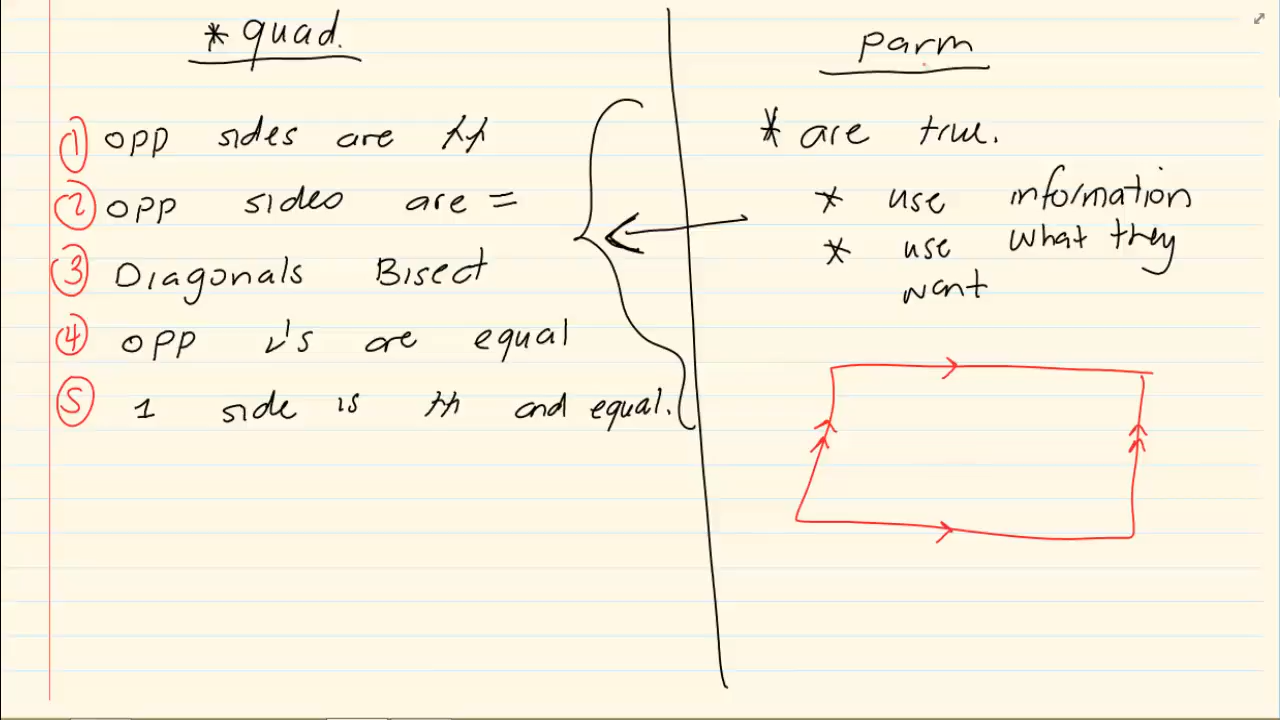 * quad.
① opp sides are //
② opp sides are =
③ Diagonals Bisect
④ opp ∠'s are equal
⑤ 1 side is // and equal.
parm
* are true.
* use information
* use what they
want